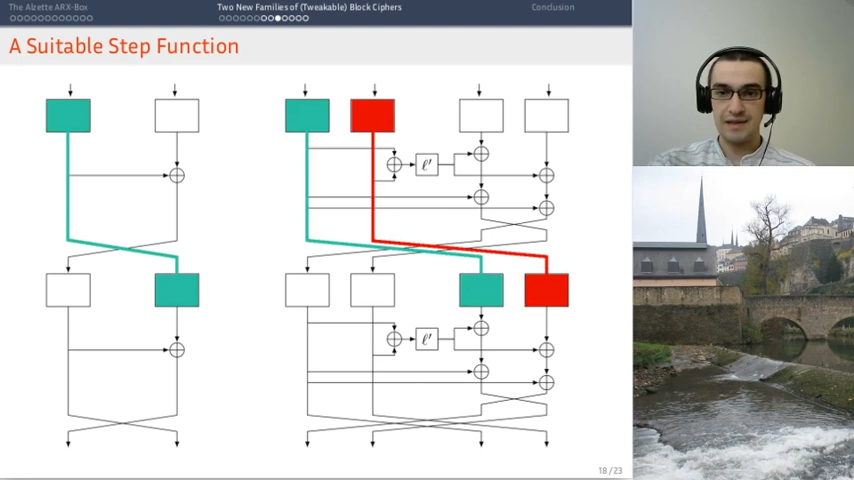 The Alzette ARX-Box
Two New Families of (Tweakable) Block Ciphers
Conclusion
A Suitable Step Function
ℓ′
ℓ′
18 / 23